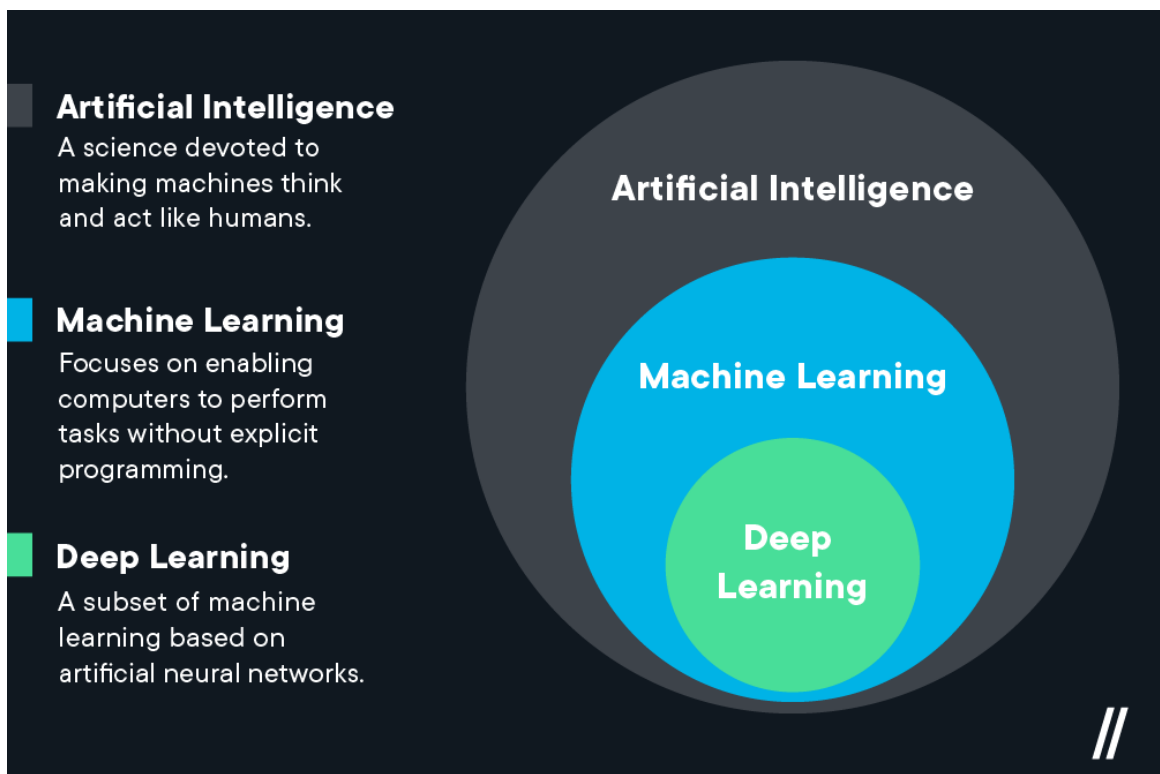 Artificial Intelligence
A science devoted to
making machines think
and act like humans.
Machine Learning
Focuses on enabling
computers to perform
tasks without explicit
programming.
Deep Learning
A subset of machine
learning based on
artificial neural networks.
Artificial Intelligence
Machine Learning
Deep
Learning